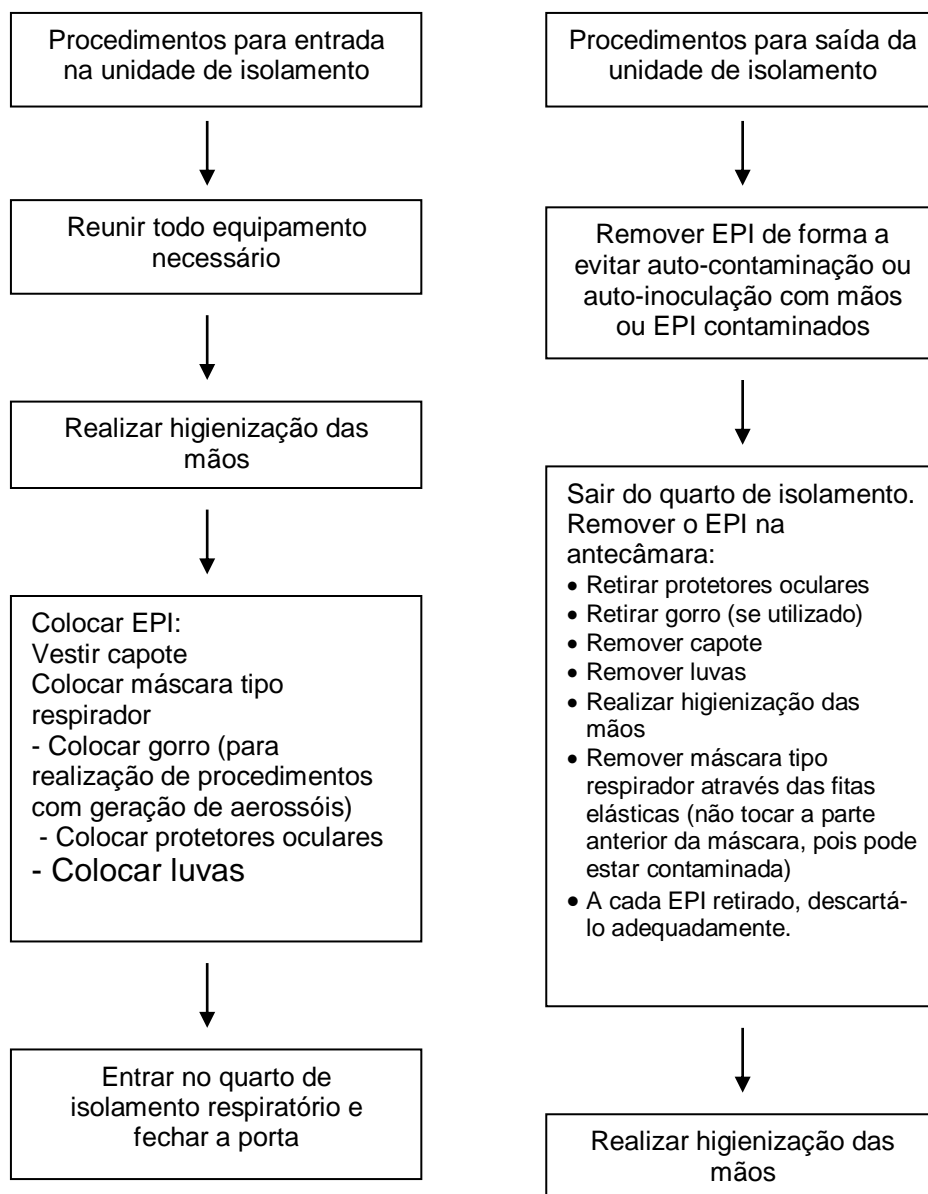 Procedimentos para entrada
na unidade de isolamento
Reunir todo equipamento
necessário
Realizar higienização das
mãos
Colocar EPI:
Vestir capote
Colocar máscara tipo
respirador
- Colocar gorro (para
realização de procedimentos
com geração de aerossóis)
- Colocar protetores oculares
- Colocar luvas
Entrar no quarto de
isolamento respiratório e
fechar a porta
Procedimentos para saída da
unidade de isolamento
Remover EPI de forma a
evitar auto-contaminação ou
auto-inoculação com mãos
ou EPI contaminados
Sair do quarto de isolamento.
Remover o EPI na
antecâmara:
• Retirar protetores oculares
• Retirar gorro (se utilizado)
• Remover capote
• Remover luvas
• Realizar higienização das
mãos
• Remover máscara tipo
respirador através das fitas
elásticas (não tocar a parte
anterior da máscara, pois pode
estar contaminada)
• A cada EPI retirado, descartá-
lo adequadamente.
Realizar higienização das
mãos